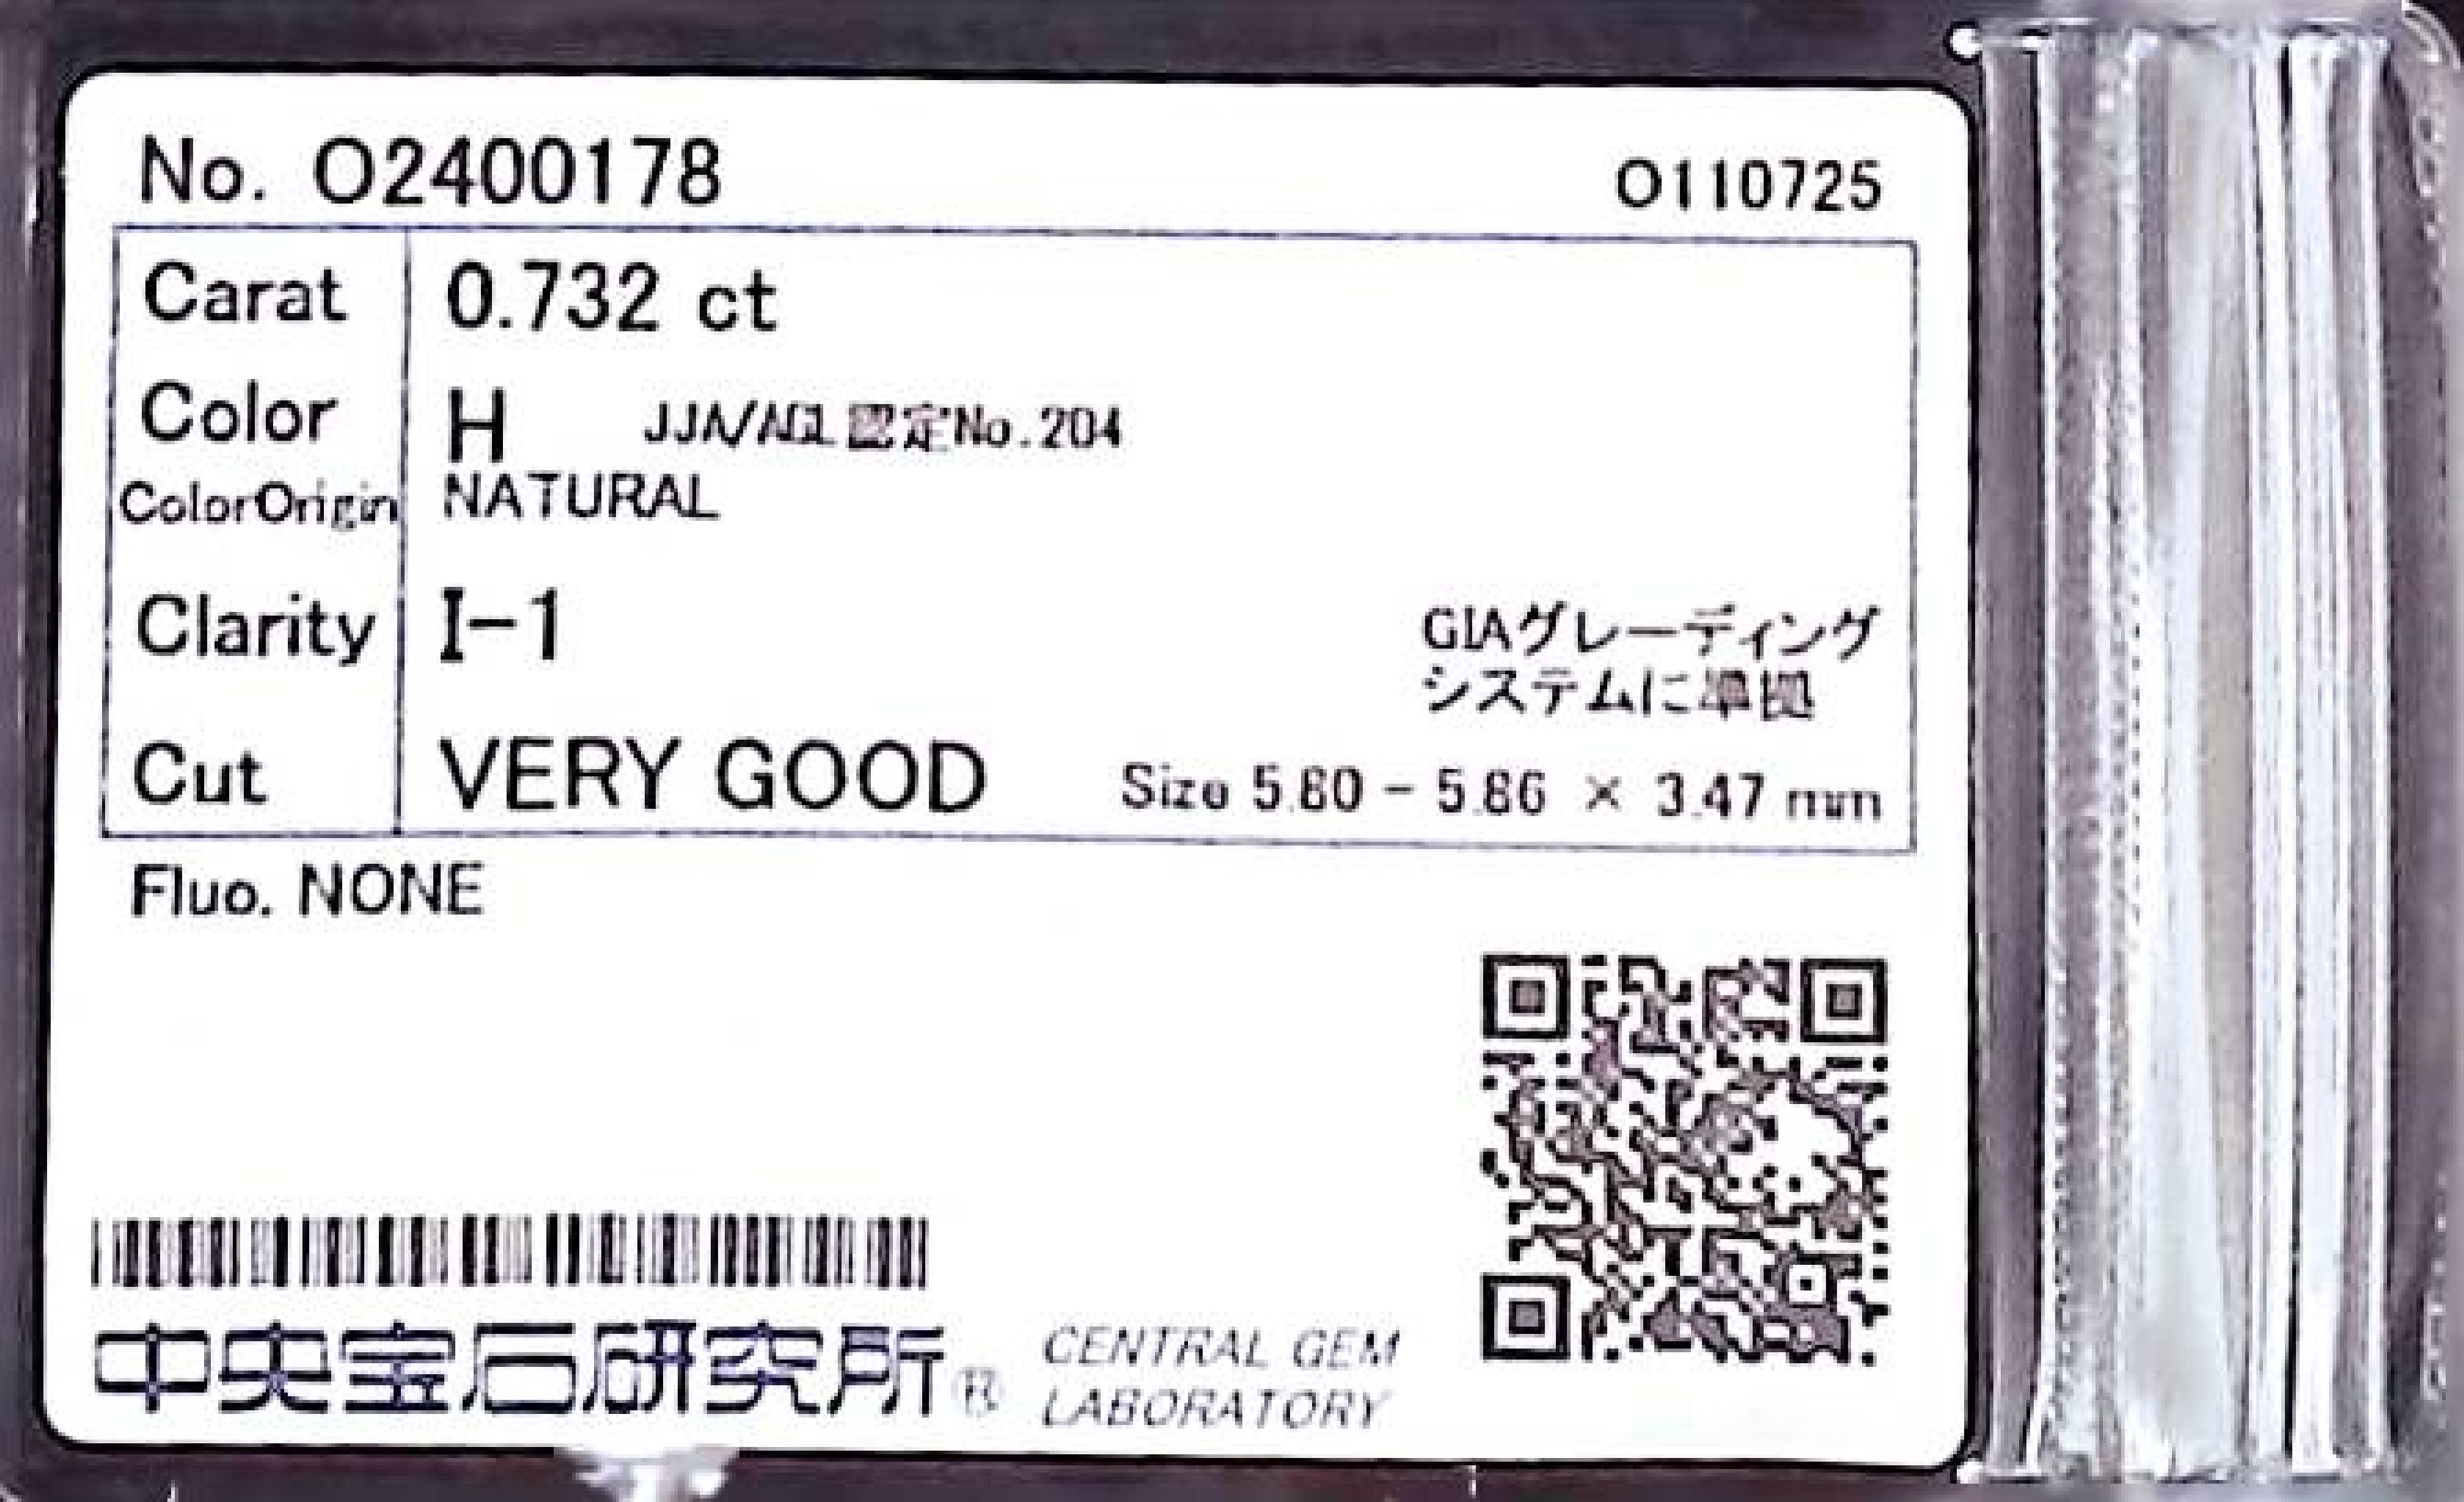 No. O2400178 O110725
Carat 0.732 ct
Color H JJA/AGL認定No.204
ColorOrigin NATURAL
Clarity I-1
GIAグレーディング
システムに準拠
Cut VERY GOOD Size 5.80 - 5.86 × 3.47 mm
Fluo. NONE
中央宝石研究所® CENTRAL GEM
LABORATORY